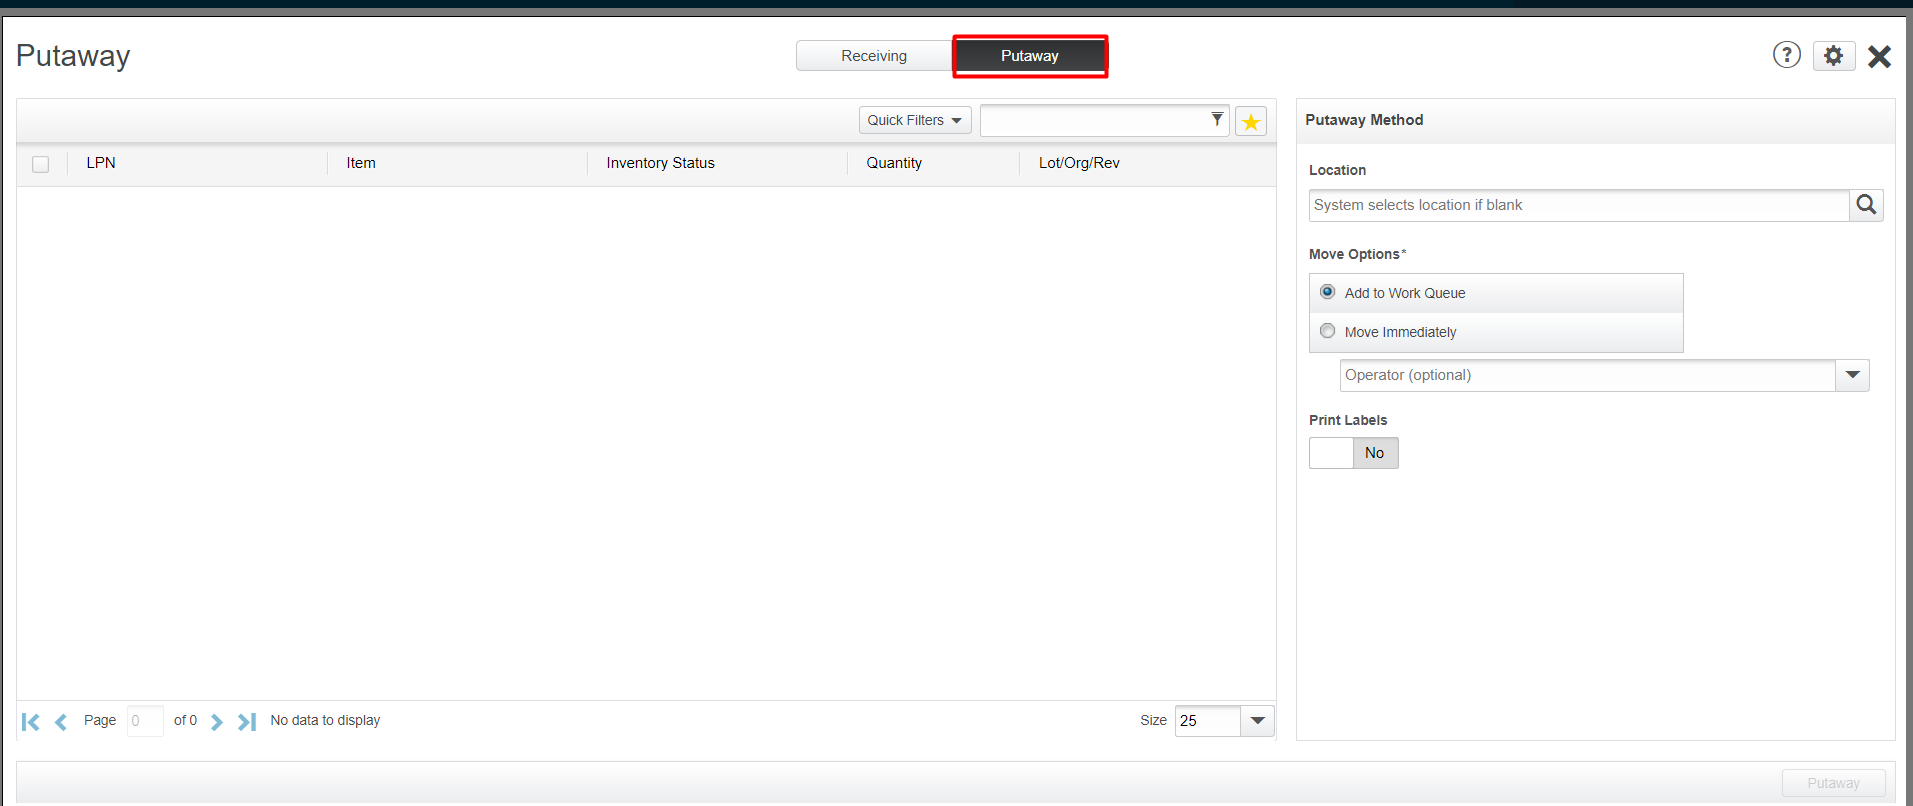 Putaway
Receiving
Putaway
?
Quick Filters
LPN
Item
Inventory Status
Quantity
Lot/Org/Rev
Page 0 of 0
No data to display
Size 25
Putaway Method
Location
System selects location if blank
Move Options*
Add to Work Queue
Move Immediately
Operator (optional)
Print Labels
No
Putaway